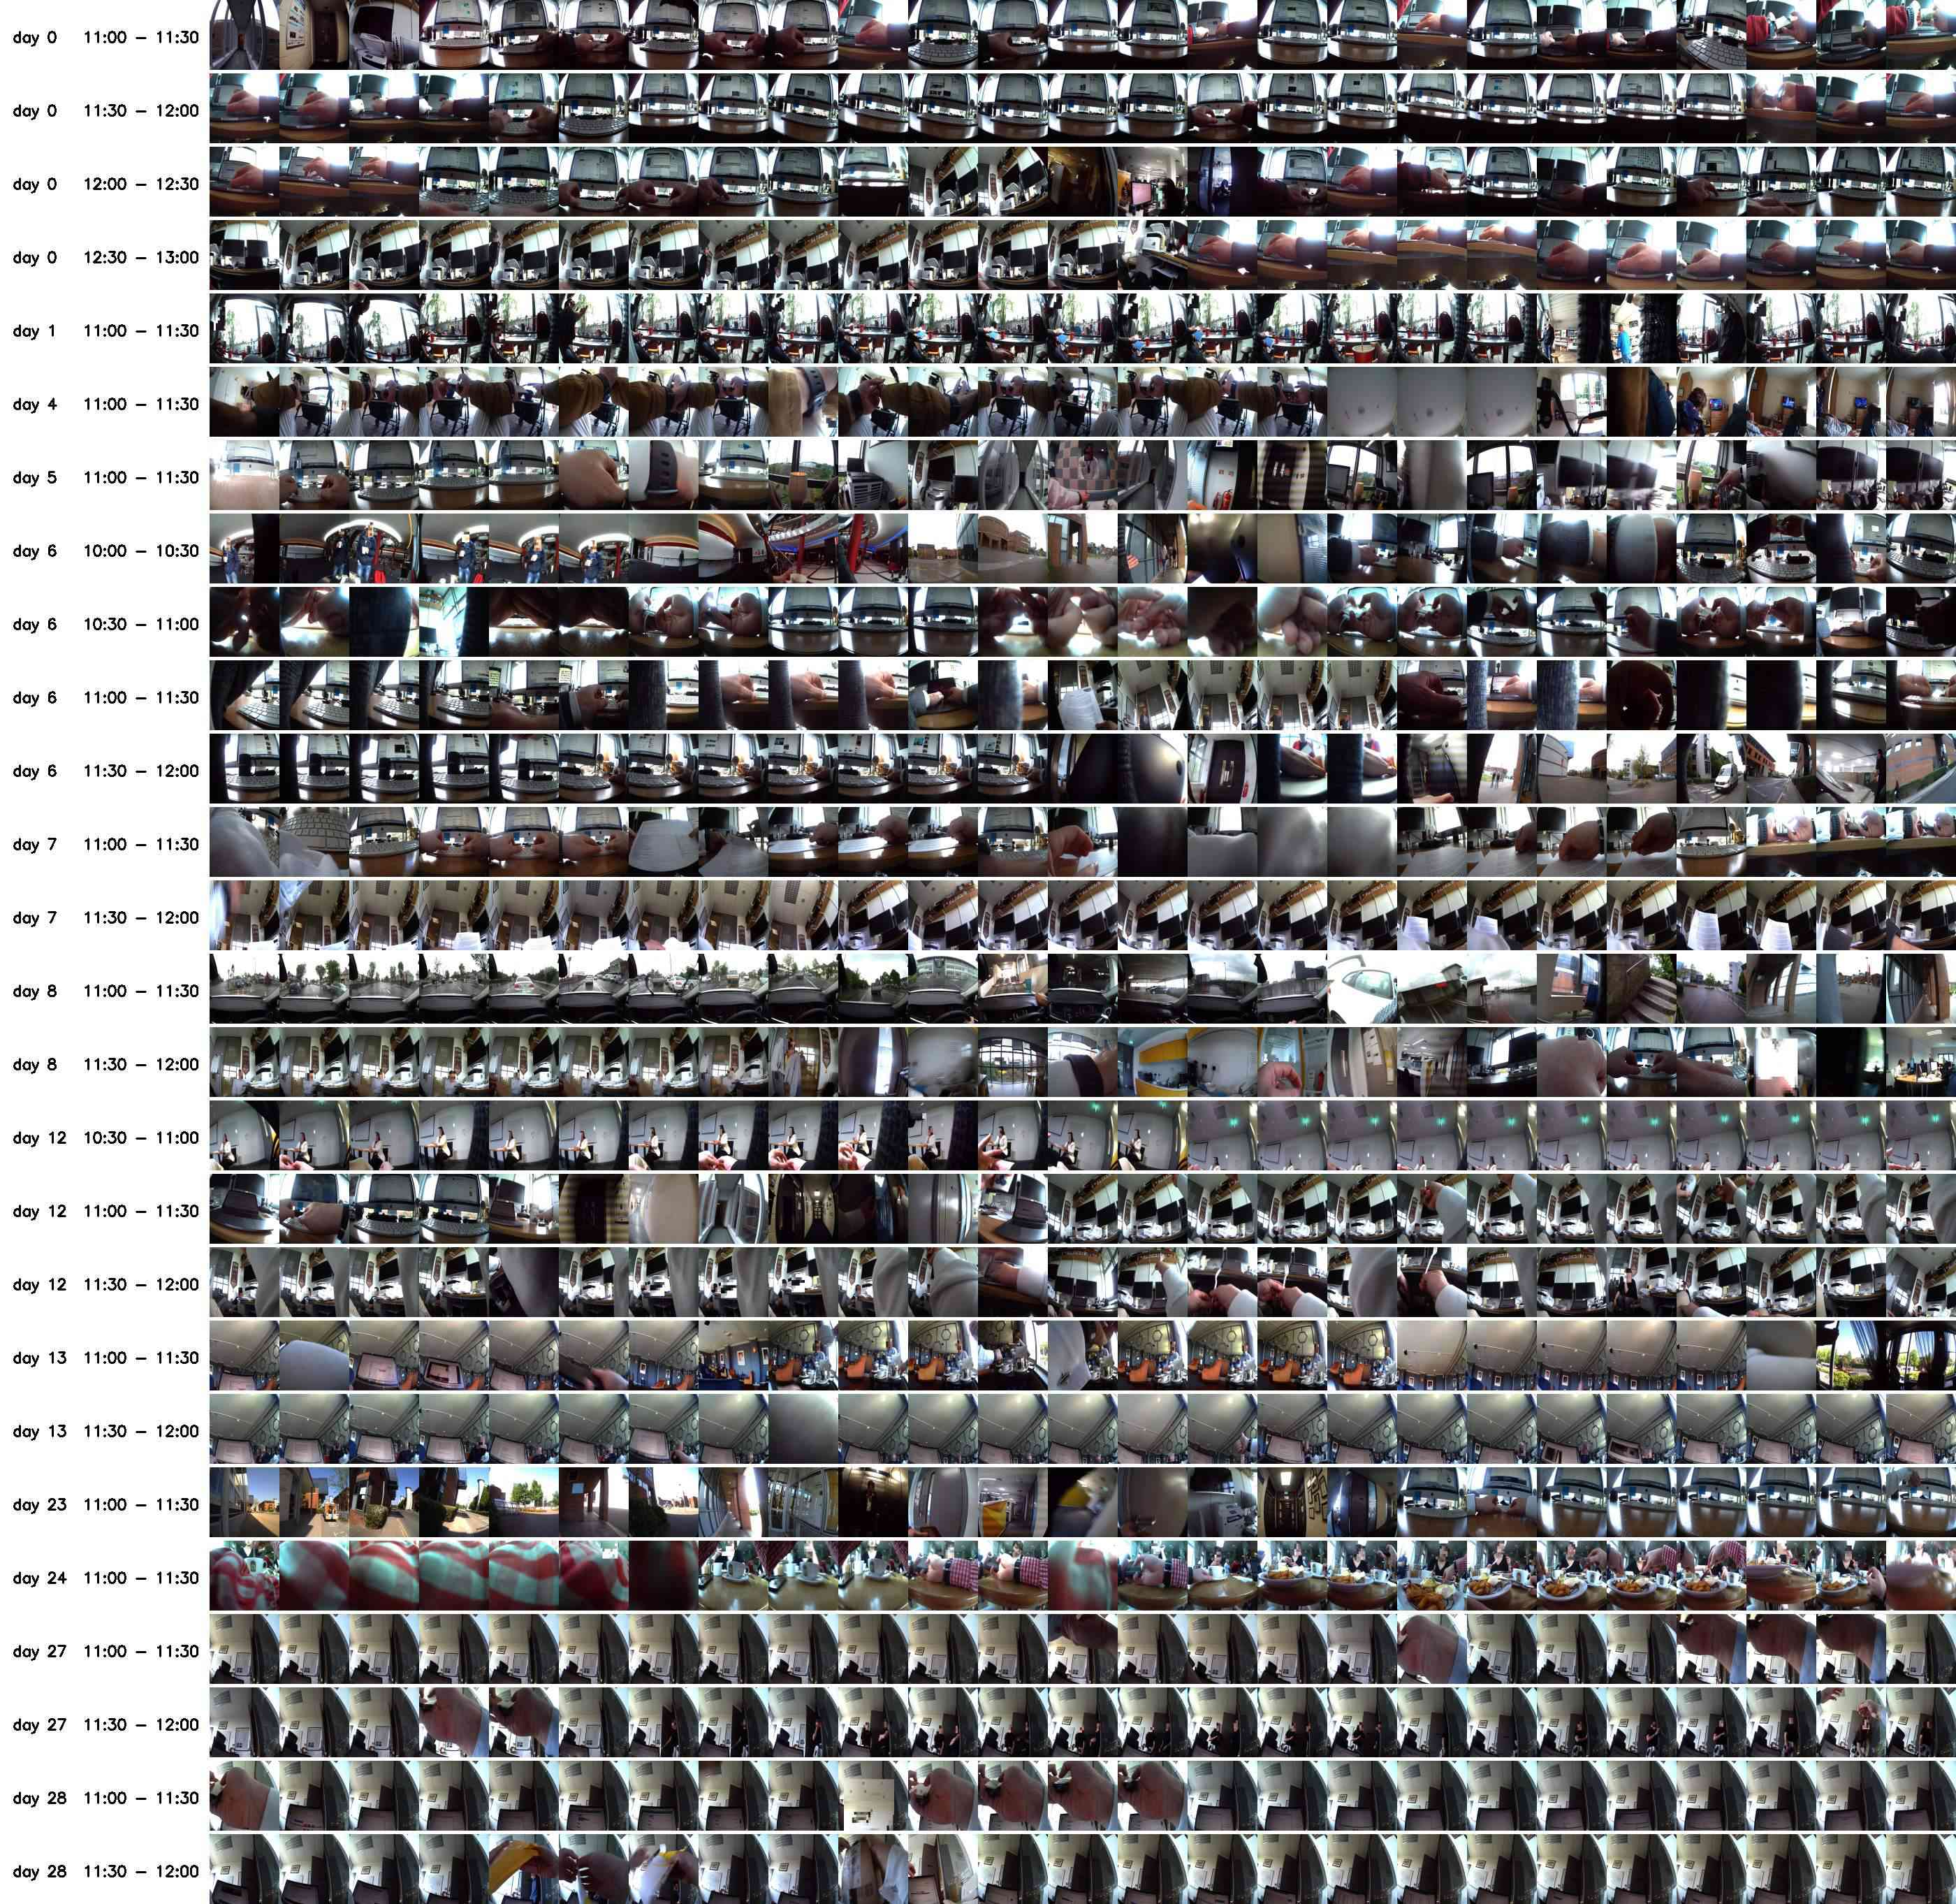 day 0 11:00 - 11:30
day 0 11:30 - 12:00
day 0 12:00 - 12:30
day 0 12:30 - 13:00
day 1 11:00 - 11:30
day 4 11:00 - 11:30
day 5 11:00 - 11:30
day 6 10:00 - 10:30
day 6 10:30 - 11:00
day 6 11:00 - 11:30
day 6 11:30 - 12:00
day 7 11:00 - 11:30
day 7 11:30 - 12:00
day 8 11:00 - 11:30
day 8 11:30 - 12:00
day 12 10:30 - 11:00
day 12 11:00 - 11:30
day 12 11:30 - 12:00
day 13 11:00 - 11:30
day 13 11:30 - 12:00
day 23 11:00 - 11:30
day 24 11:00 - 11:30
day 27 11:00 - 11:30
day 27 11:30 - 12:00
day 28 11:00 - 11:30
day 28 11:30 - 12:00